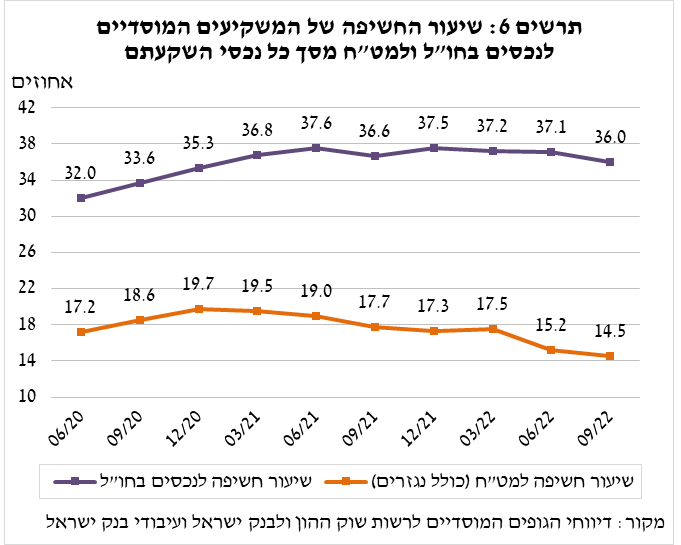 תרשים 6: שיעור החשיפה של המשקיעים המוסדיים
לנכסים בחו״ל ולמט״ח מסך כל נכסי השקעתם
אחוזים
42
38
34
30
26
22
18
14
10
32.0 33.6 35.3 36.8 37.6 36.6 37.5 37.2 37.1 36.0
17.2 18.6 19.7 19.5 19.0 17.7 17.3 17.5 15.2 14.5
06/20 09/20 12/20 03/21 06/21 09/21 12/21 03/22 06/22 09/22
שיעור חשיפה לנכסים בחו״ל
שיעור חשיפה למט״ח (כולל נגזרים)
מקור: דיווחי הגופים המוסדיים לרשות שוק ההון ולבנק ישראל ועיבודי בנק ישראל